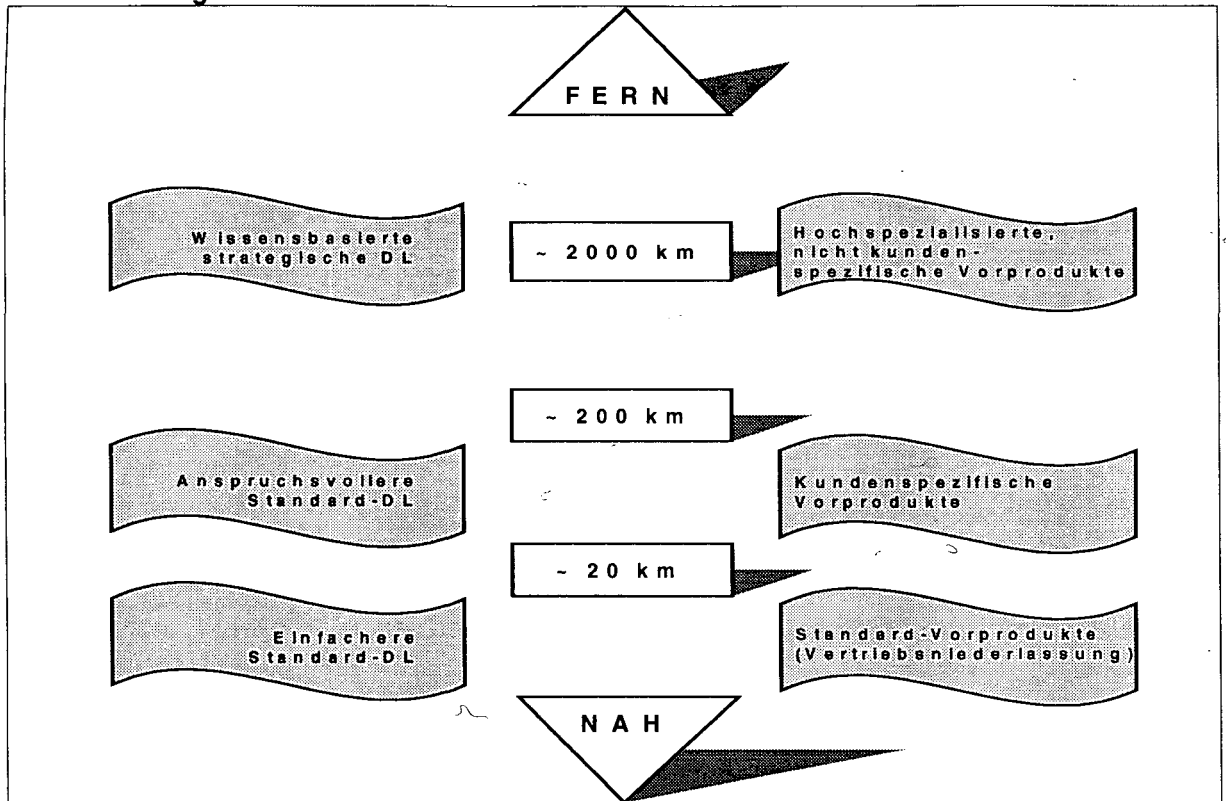 FERN
Wissensbasierte
strategische DL
~ 2000 km
Hochspezialisierte,
nicht kunden-
spezifische Vorprodukte
~ 200 km
Anspruchsvollere
Standard-DL
Kundenspezifische
Vorprodukte
~ 20 km
Einfachere
Standard-DL
Standard-Vorprodukte
(Vertriebsniederlassung)
NAH